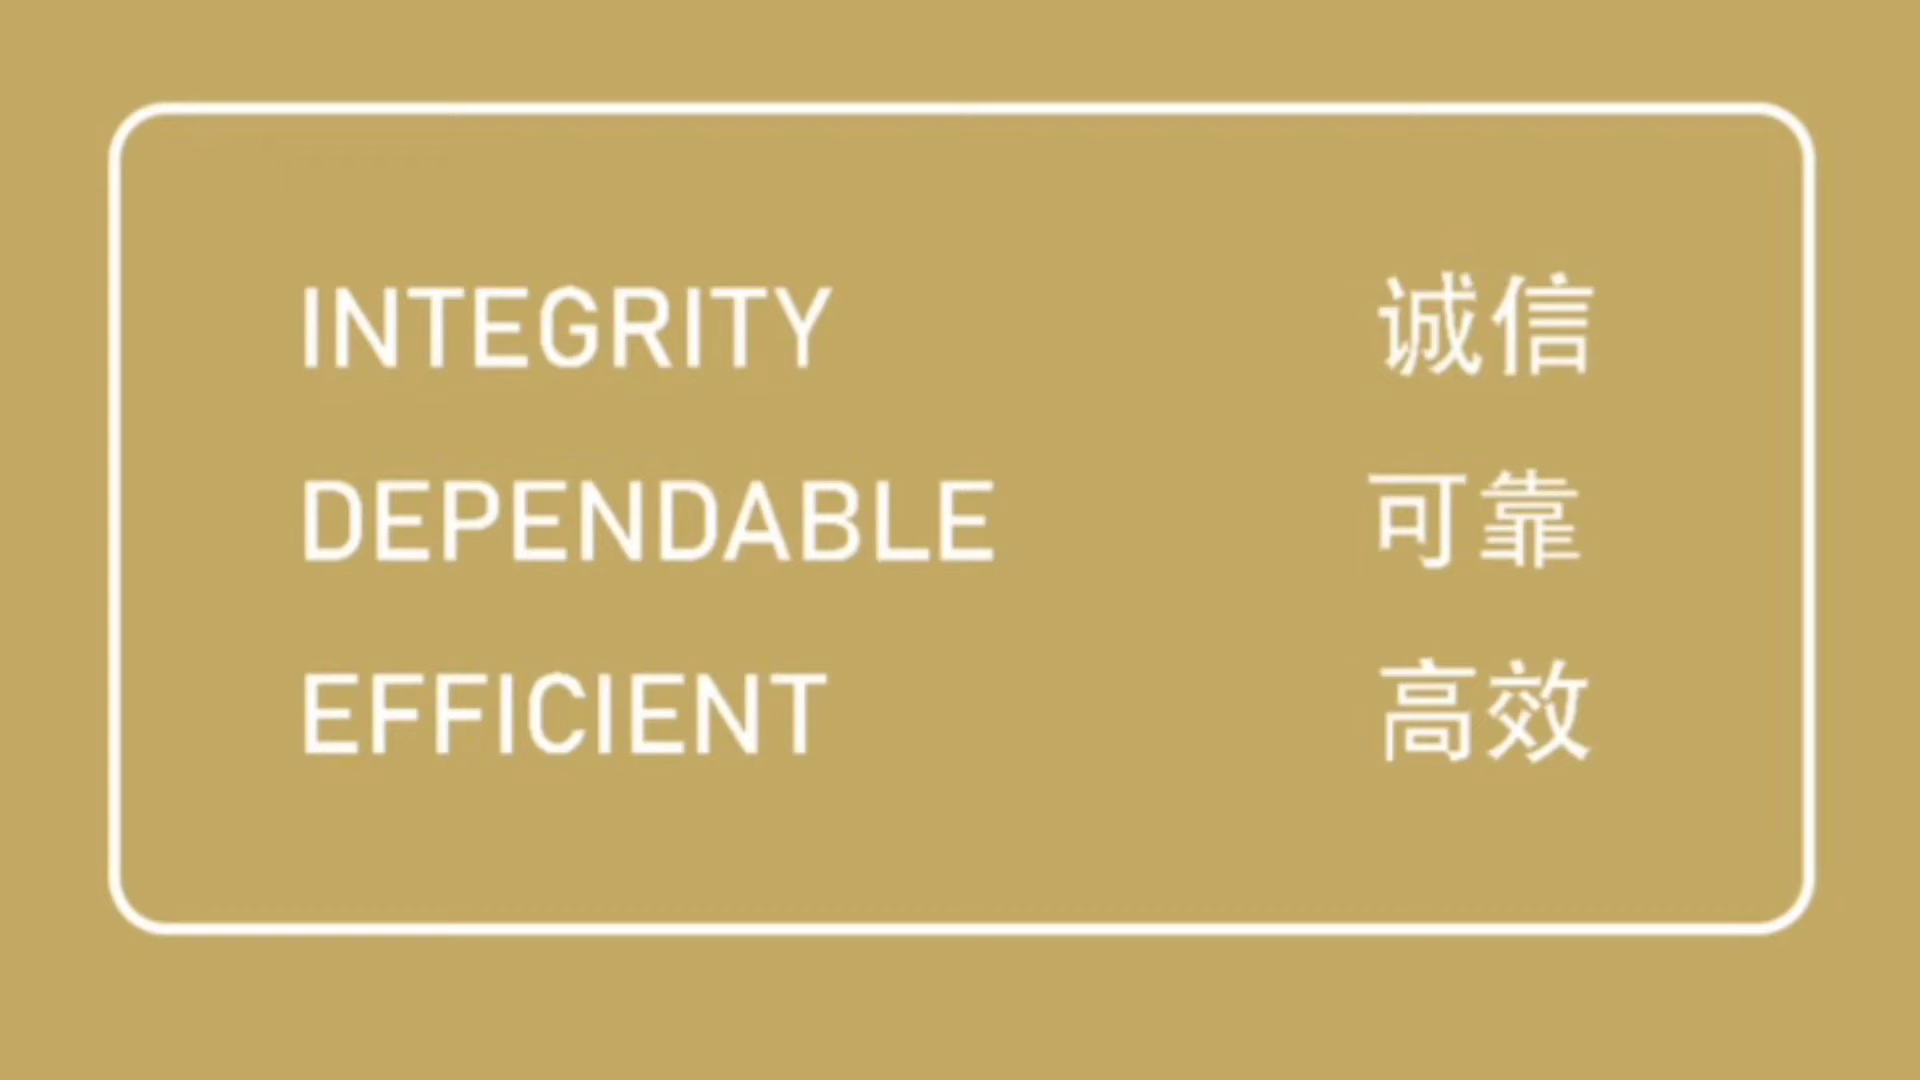 INTEGRITY 诚信
DEPENDABLE 可靠
EFFICIENT 高效